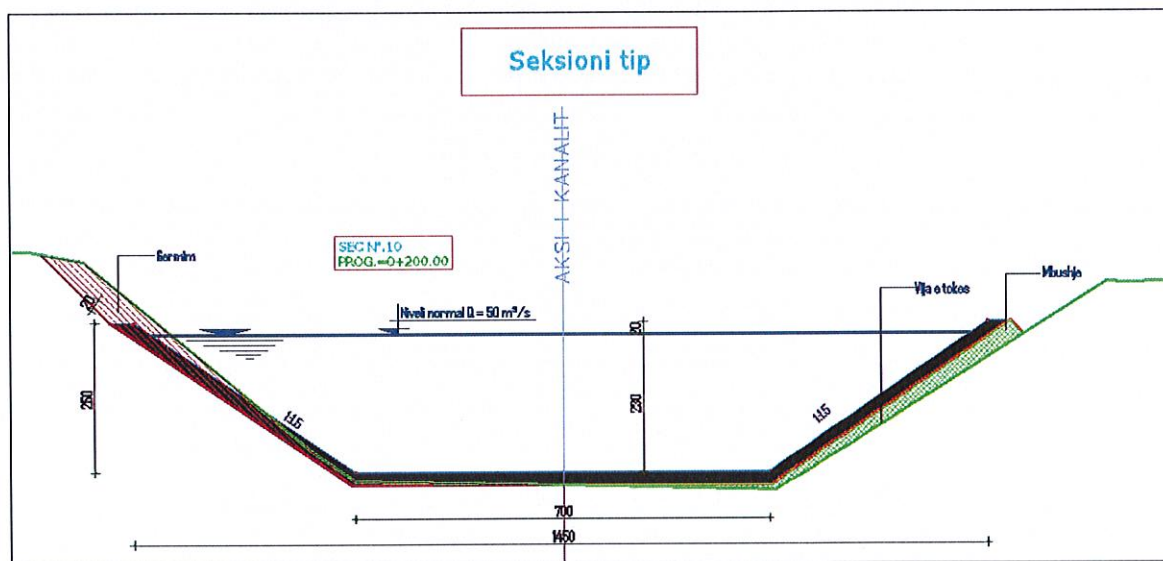 Seksioni tip
AKSI I KANALIT
SEC N°.10
PROG.=0+200.00
Germim
Niveli normal Q = 50 m³/s
Vija e tokes
Mbushje
20
20
250
230
1:1.5
1:1.5
700
1450